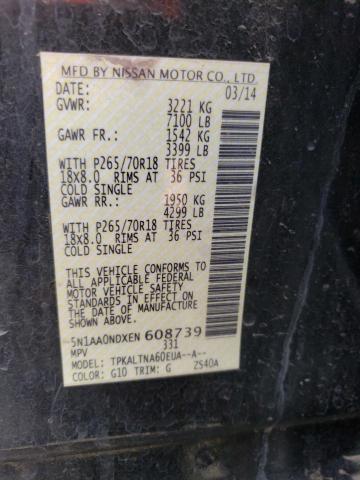 MFD BY NISSAN MOTOR CO., LTD
DATE: 03/14
GVWR: 3221 KG
7100 LB
GAWR FR.: 1542 KG
3399 LB
WITH P265/70R18 TIRES
18X8.0 RIMS AT 36 PSI
COLD SINGLE
GAWR RR.: 1950 KG
4299 LB
WITH P265/70R18 TIRES
18X8.0 RIMS AT 36 PSI
COLD SINGLE
THIS VEHICLE CONFORMS TO
ALL APPLICABLE FEDERAL
MOTOR VEHICLE SAFETY
STANDARDS IN EFFECT ON
THE DATE OF MANUFACTURE
SHOWN ABOVE.
5N1AA0NDXEN 608739
MPV 331
MODEL: TPKALTNA60EUA--A--
COLOR: G10 TRIM: G ZS40A